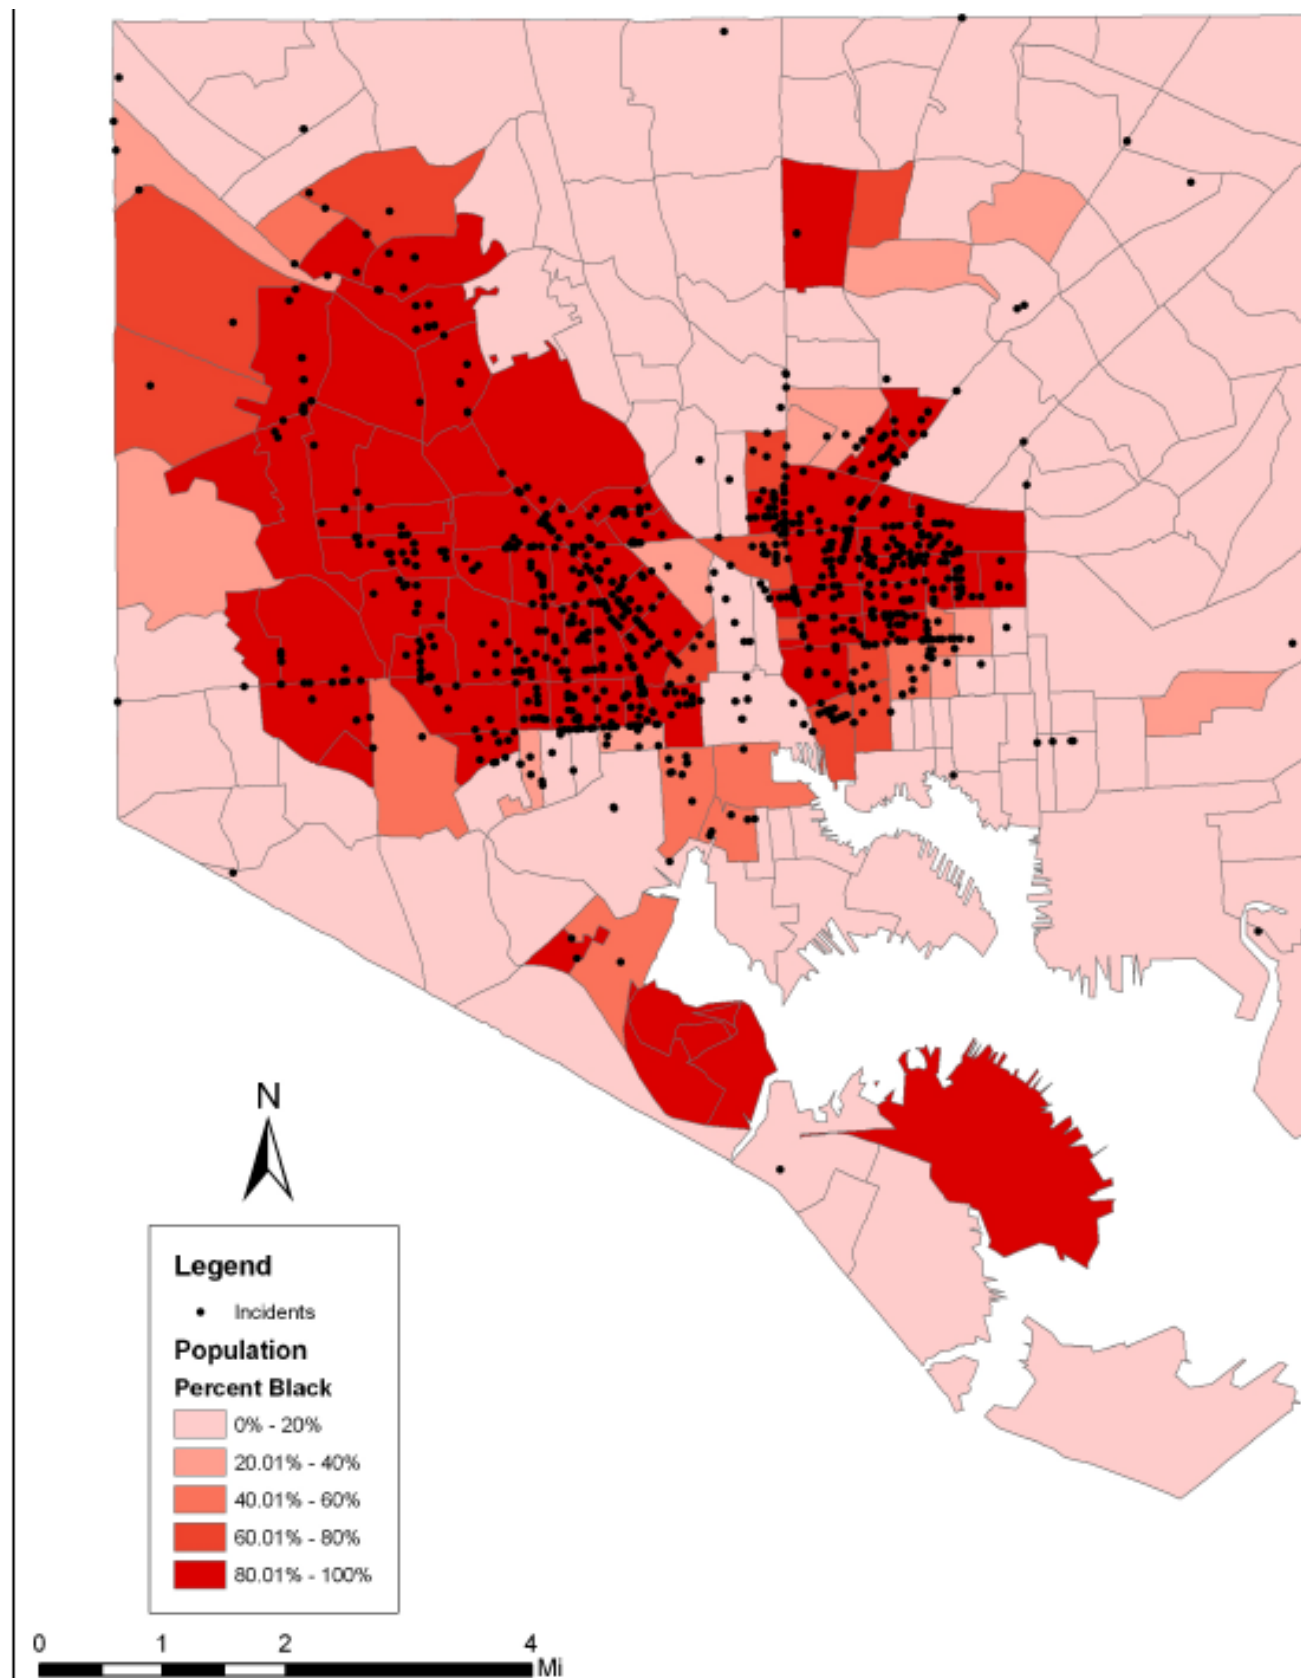 N
Legend
Incidents
Population
Percent Black
0% - 20%
20.01% - 40%
40.01% - 60%
60.01% - 80%
80.01% - 100%
0 1 2 4
Mi